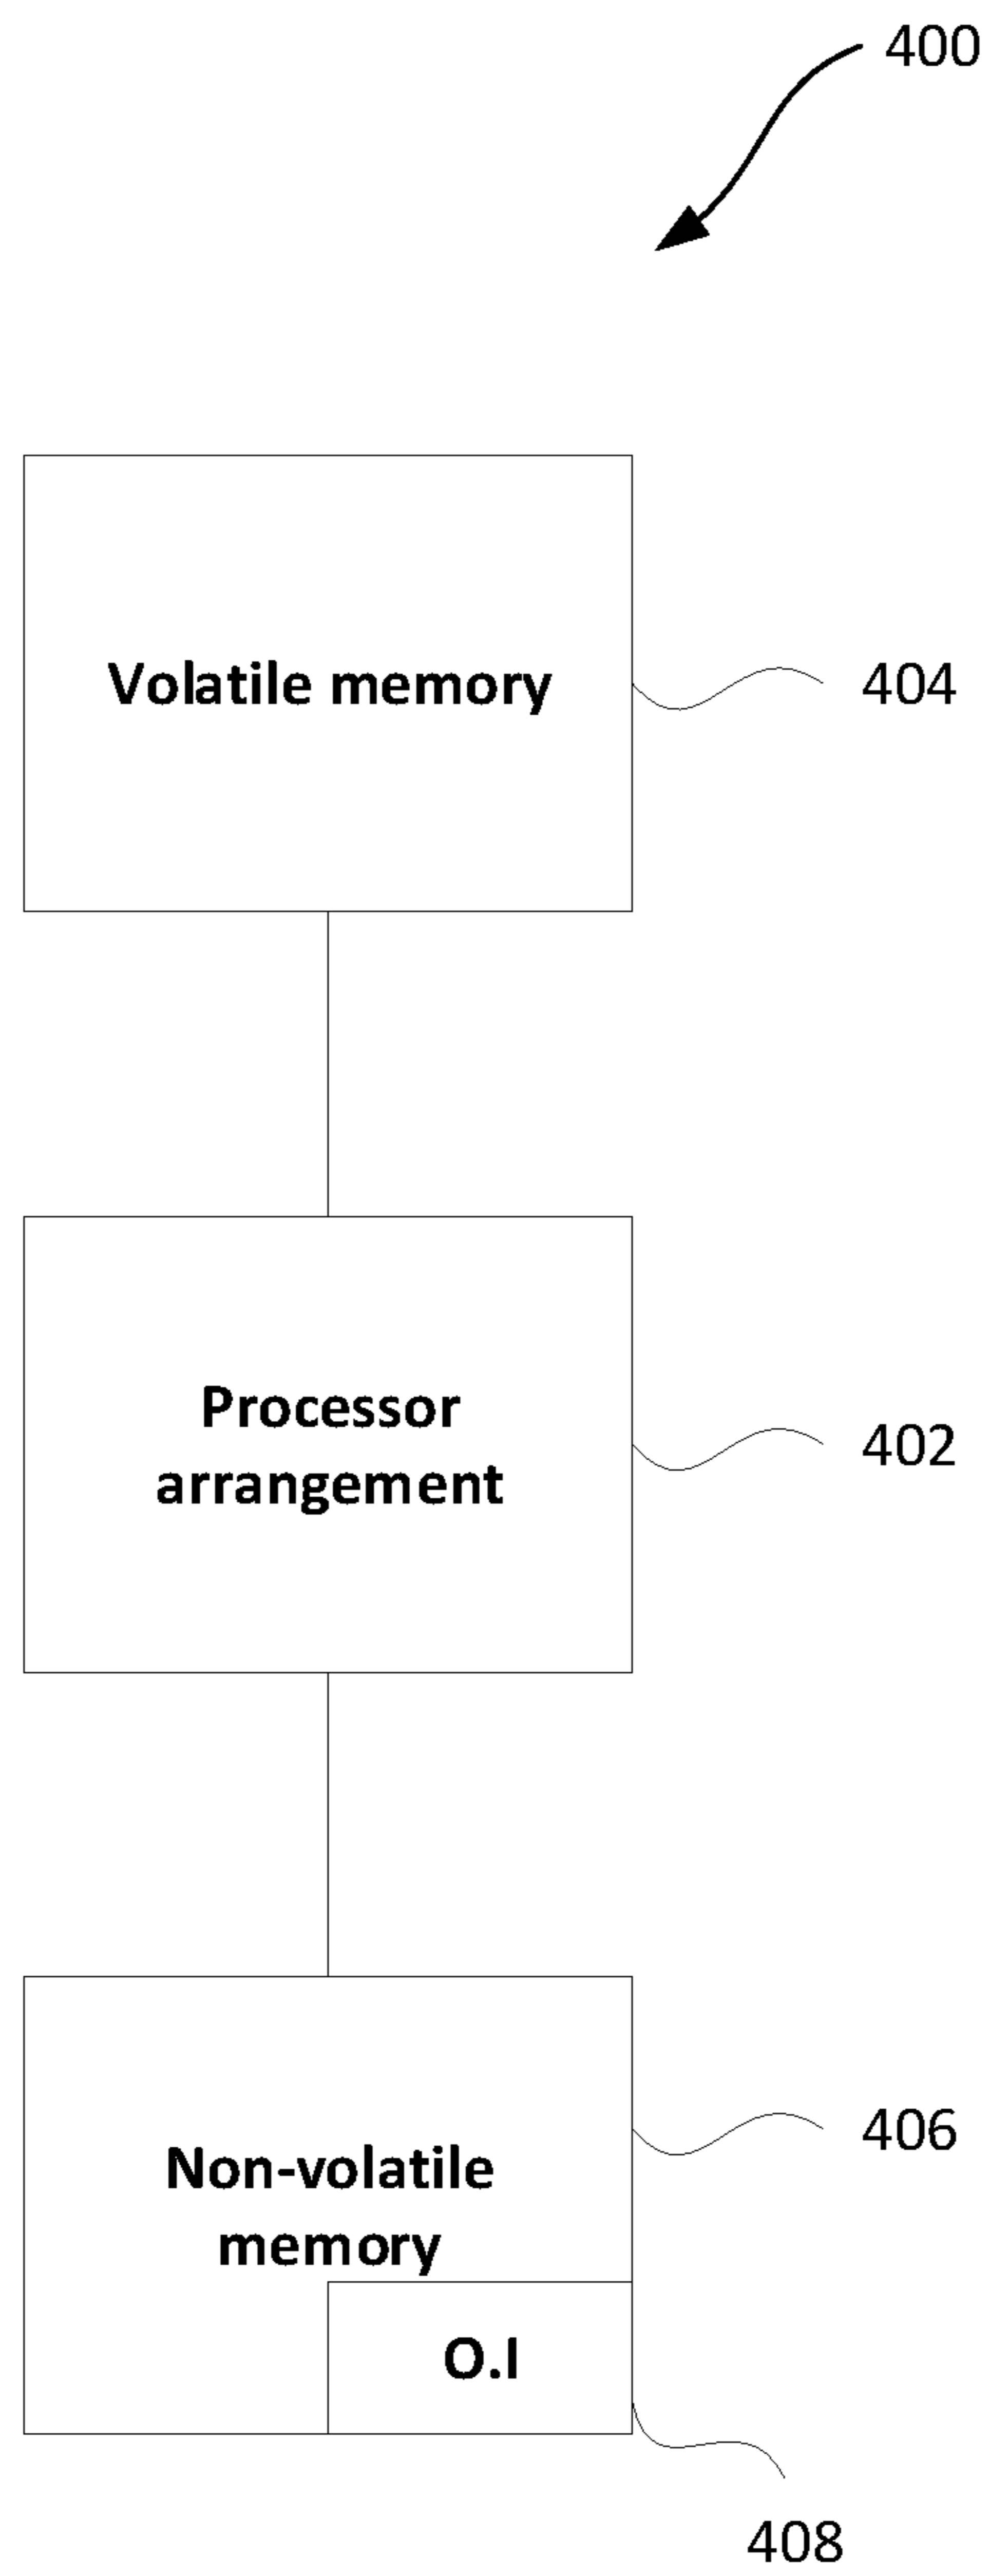 400
Volatile memory
404
Processor
arrangement
402
406
Non-volatile
memory
O.I
408